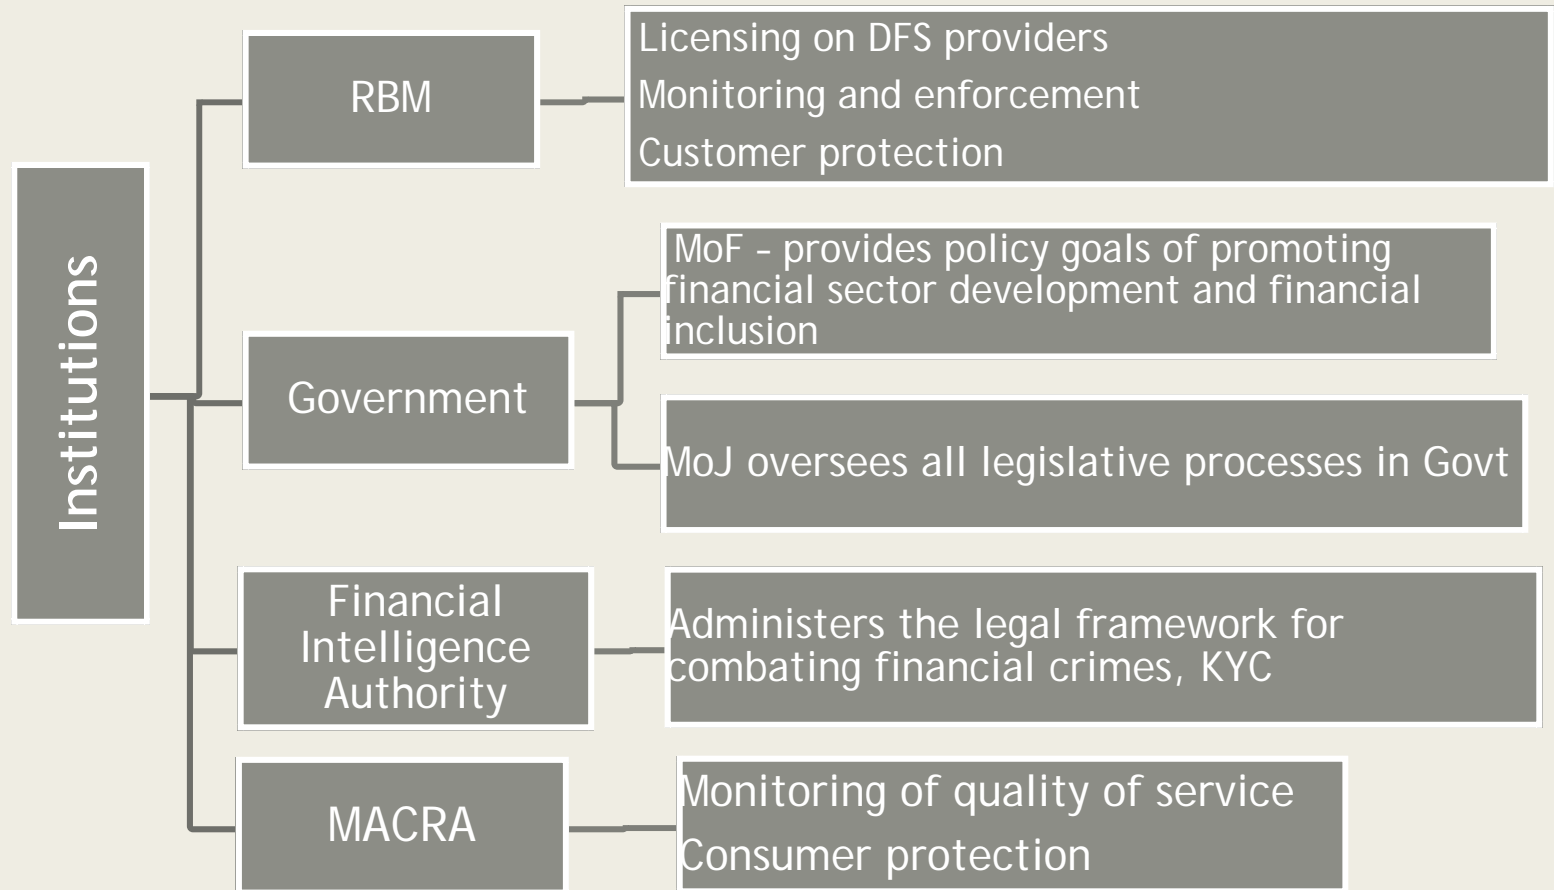 Institutions
RBM
Licensing on DFS providers
Monitoring and enforcement
Customer protection
Government
MoF – provides policy goals of promoting
financial sector development and financial
inclusion
MoJ oversees all legislative processes in Govt
Financial
Intelligence
Authority
Administers the legal framework for
combating financial crimes, KYC
MACRA
Monitoring of quality of service
Consumer protection